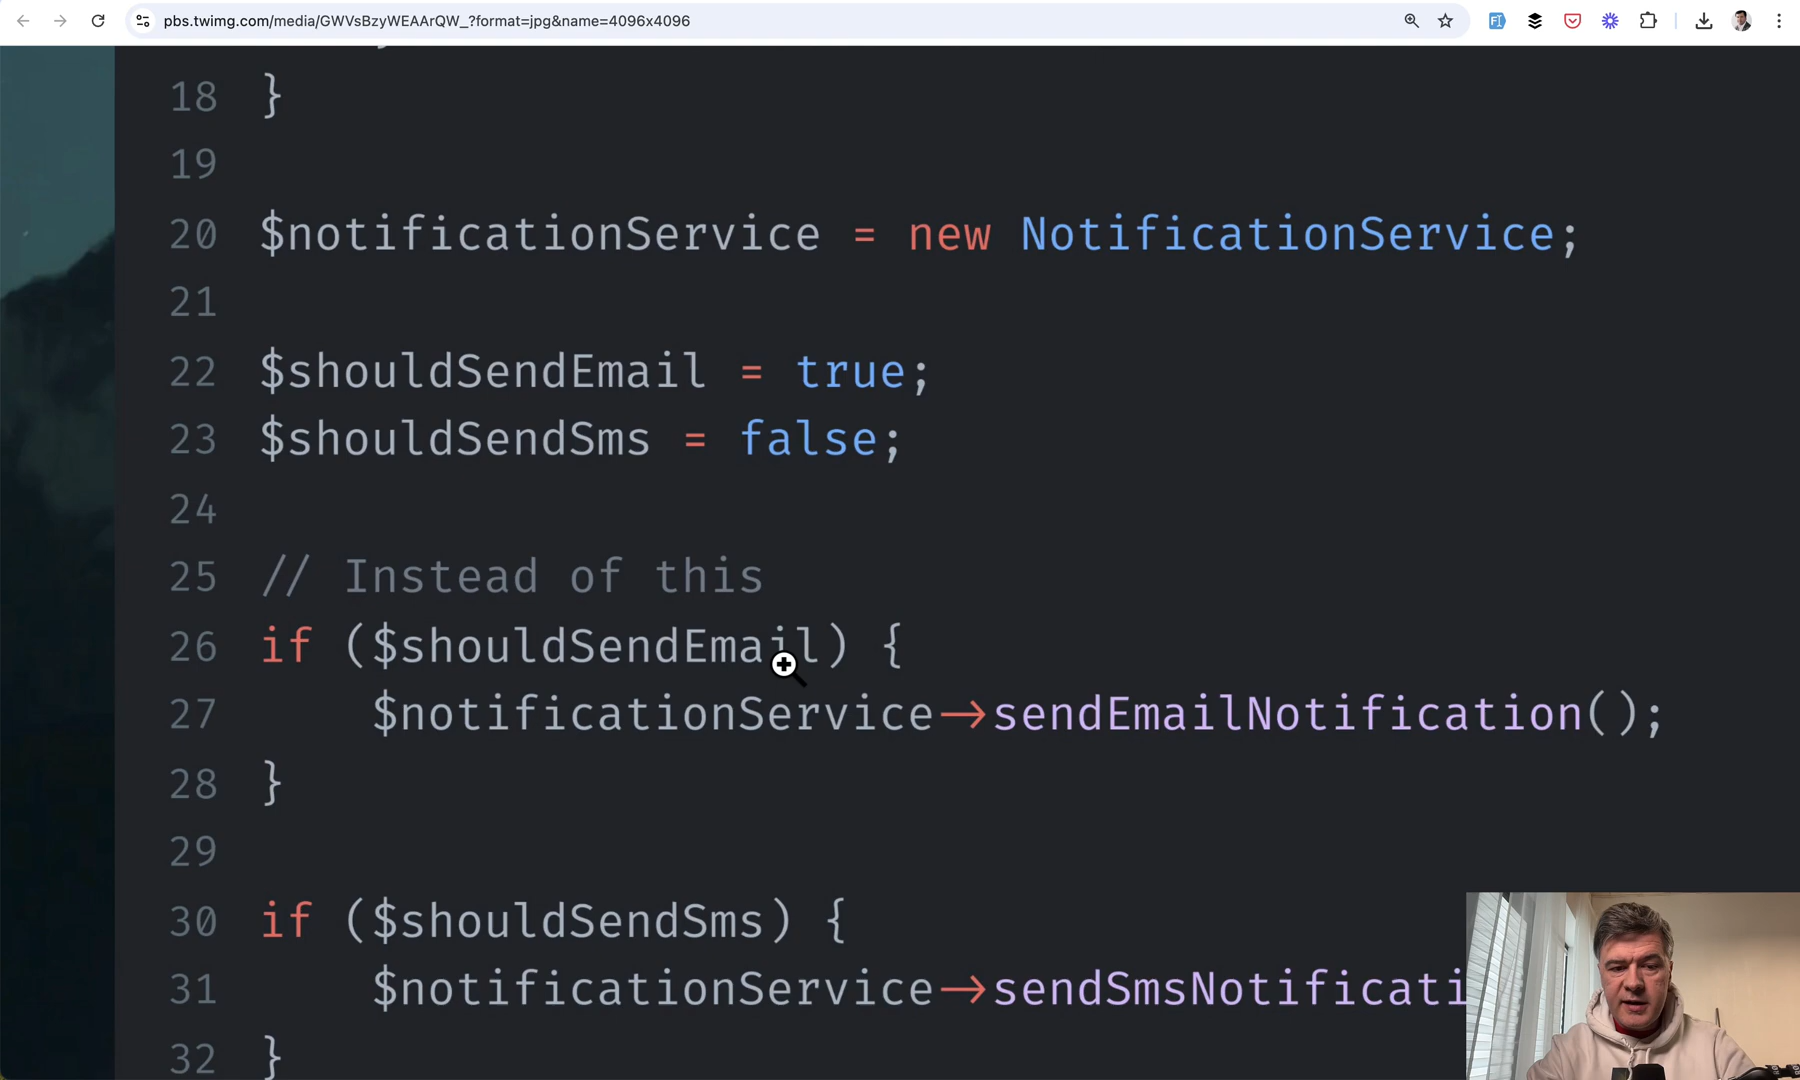 pbs.twimg.com/media/GWVsBzyWEAArQW_?format=jpg&name=4096x4096
18 }
19
20 $notificationService = new NotificationService;
21
22 $shouldSendEmail = true;
23 $shouldSendSms = false;
24
25 // Instead of this
26 if ($shouldSendEmail) {
27 $notificationService->sendEmailNotification();
28 }
29
30 if ($shouldSendSms) {
31 $notificationService->sendSmsNotificati
32 }